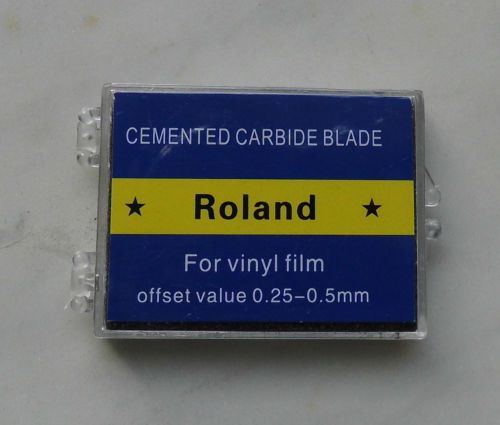 CEMENTED CARBIDE BLADE
★ Roland ★
For vinyl film
offset value 0.25-0.5mm